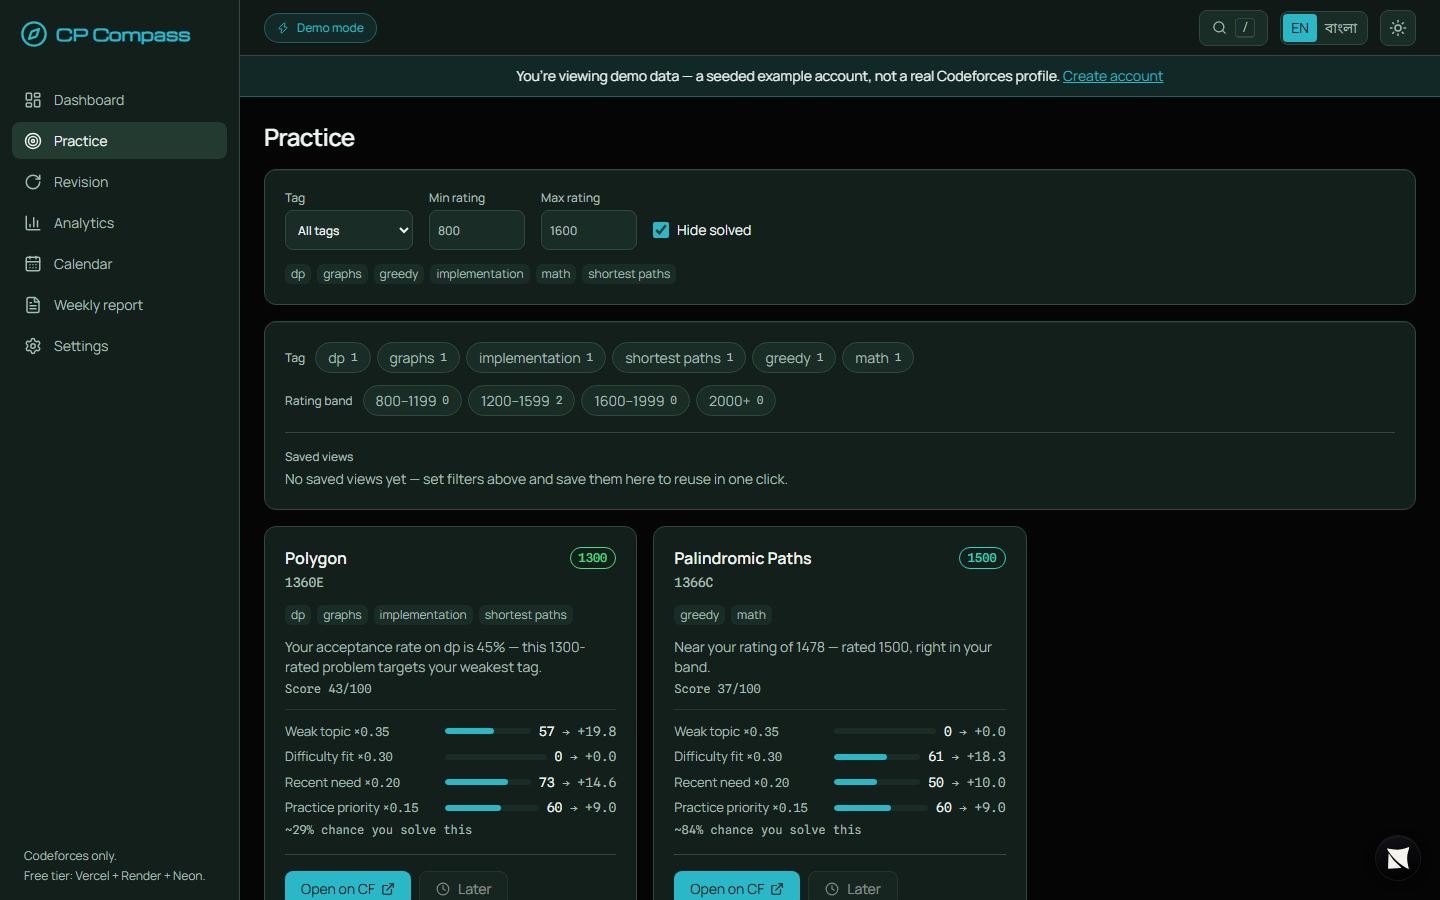 CP Compass
Demo mode
/
EN
বাংলা
You're viewing demo data — a seeded example account, not a real Codeforces profile. Create account
Dashboard
Practice
Revision
Analytics
Calendar
Weekly report
Settings
Practice
Tag
Min rating
Max rating
All tags
800
1600
Hide solved
dp graphs greedy implementation math shortest paths
Tag dp 1 graphs 1 implementation 1 shortest paths 1 greedy 1 math 1
Rating band 800–1199 0 1200–1599 2 1600–1999 0 2000+ 0
Saved views
No saved views yet — set filters above and save them here to reuse in one click.
Polygon 1300
1360E
dp graphs implementation shortest paths
Your acceptance rate on dp is 45% — this 1300-
rated problem targets your weakest tag.
Score 43/100
Weak topic ×0.35 57 → +19.8
Difficulty fit ×0.30 0 → +0.0
Recent need ×0.20 73 → +14.6
Practice priority ×0.15 60 → +9.0
~29% chance you solve this
Open on CF Later
Palindromic Paths 1500
1366C
greedy math
Near your rating of 1478 — rated 1500, right in your
band.
Score 37/100
Weak topic ×0.35 0 → +0.0
Difficulty fit ×0.30 61 → +18.3
Recent need ×0.20 50 → +10.0
Practice priority ×0.15 60 → +9.0
~84% chance you solve this
Open on CF Later
Codeforces only.
Free tier: Vercel + Render + Neon.